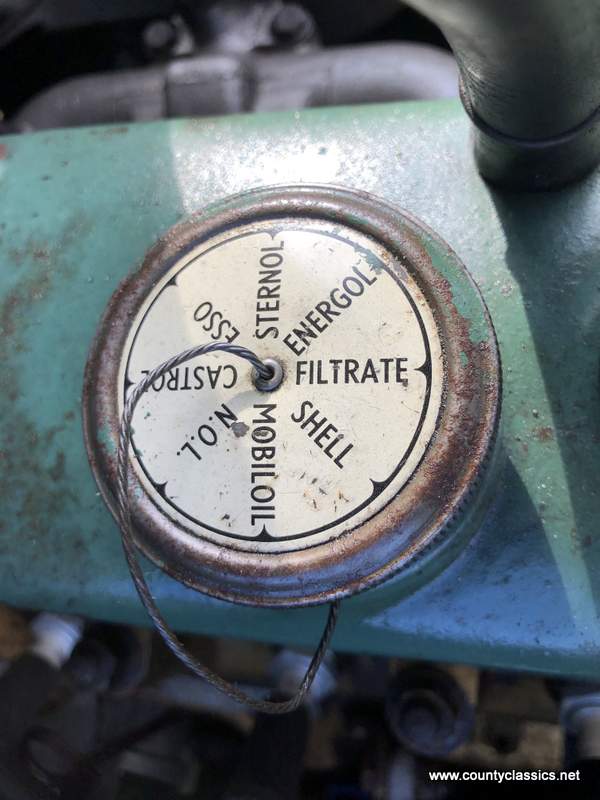 STERNOL
ENERGOL
FILTRATE
SHELL
MOBILOIL
N.O.L.
CASTROL
ESSO
www.countyclassics.net